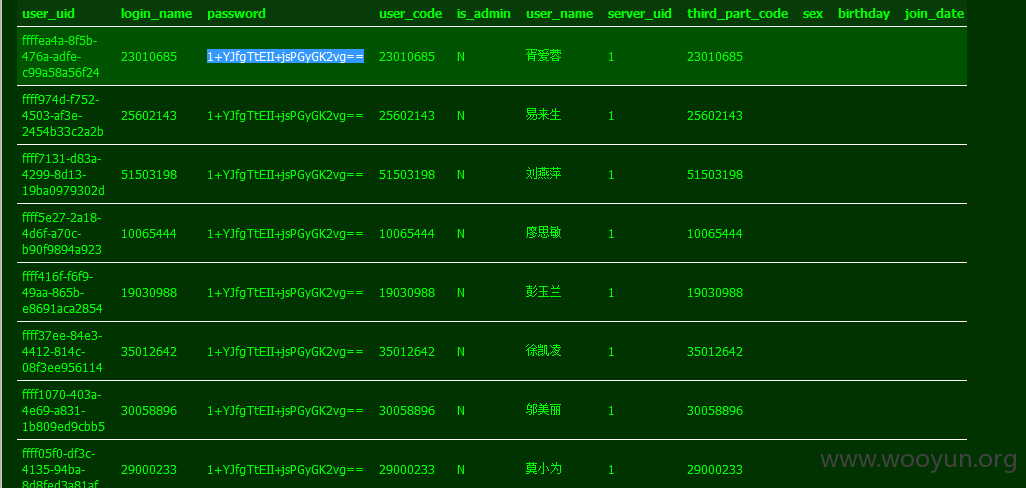 user_uid login_name password user_code is_admin user_name server_uid third_part_code sex birthday join_date
ffffea4a-8f5b-
476a-adfe-
c99a58a56f24
23010685 1+YJfgTtEII+jsPGyGK2vg== 23010685 N 胥爱蓉 1 23010685
ffff974d-f752-
4503-af3e-
2454b33c2a2b
25602143 1+YJfgTtEII+jsPGyGK2vg== 25602143 N 易来生 1 25602143
ffff7131-d83a-
4299-8d13-
19ba0979302d
51503198 1+YJfgTtEII+jsPGyGK2vg== 51503198 N 刘燕萍 1 51503198
ffff5e27-2a18-
4d6f-a70c-
b90f9894a923
10065444 1+YJfgTtEII+jsPGyGK2vg== 10065444 N 廖思敏 1 10065444
ffff416f-f6f9-
49aa-865b-
e8691aca2854
19030988 1+YJfgTtEII+jsPGyGK2vg== 19030988 N 彭玉兰 1 19030988
ffff37ee-84e3-
4412-814c-
08f3ee956114
35012642 1+YJfgTtEII+jsPGyGK2vg== 35012642 N 徐凯凌 1 35012642
ffff1070-403a-
4e69-a831-
1b809ed9cbb5
30058896 1+YJfgTtEII+jsPGyGK2vg== 30058896 N 邬美丽 1 30058896
ffff05f0-df3c-
4135-94ba-
8d8fed3a81af
29000233 1+YJfgTtEII+jsPGyGK2vg== 29000233 N 莫小为 1 29000233
www.wooyun.org